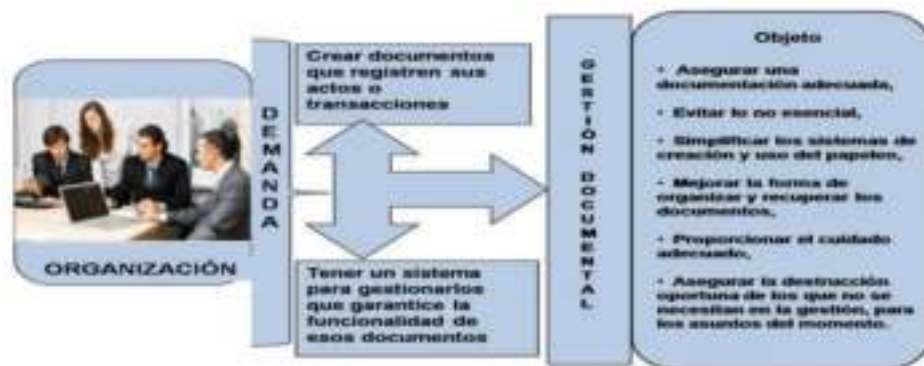 ORGANIZACIÓN
DEMANDA
Crear documentos
que registren sus
actos o
transacciones
Tener un sistema
para gestionarlos
que garantice la
funcionalidad de
esos documentos
GESTIÓN DOCUMENTAL
Objeto
• Asegurar una
documentación adecuada,
• Evitar lo no esencial,
• Simplificar los sistemas de
creación y uso del papeleo,
• Mejorar la forma de
organizar y recuperar los
documentos,
• Proporcionar el cuidado
adecuado,
• Asegurar la destrucción
oportuna de los que no se
necesitan en la gestión, para
los asuntos del momento.